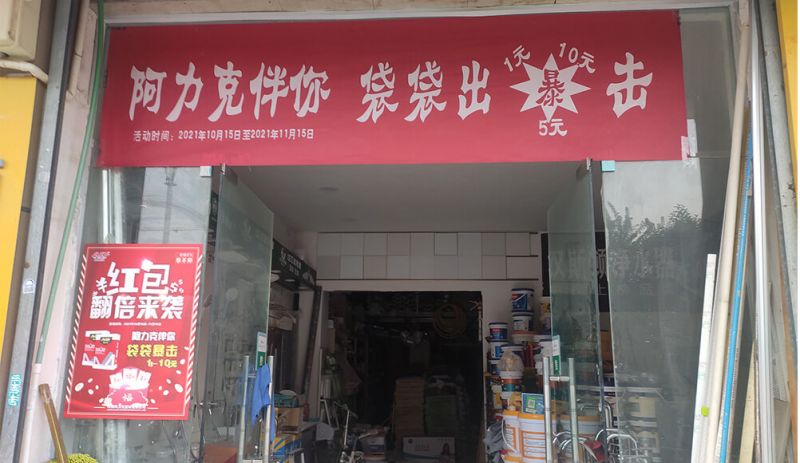 阿力克伴你 袋袋出暴击
1元 10元
5元
活动时间：2021年10月15日至2021年11月15日
红包
翻倍来袭
阿力克伴你
袋袋暴击
1-10元
福